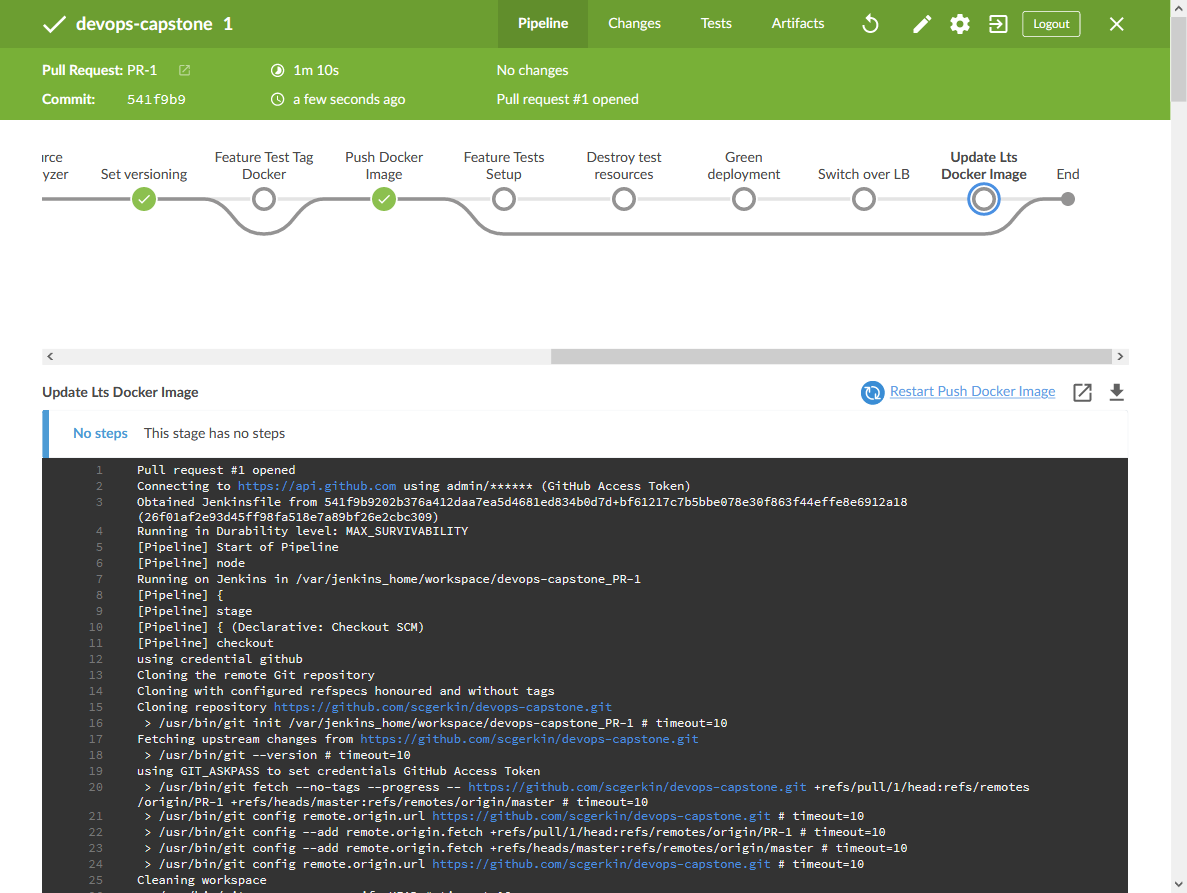 devops-capstone 1
Pipeline
Changes
Tests
Artifacts
Logout
Pull Request: PR-1
1m 10s
No changes
Commit: 541f9b9
a few seconds ago
Pull request #1 opened
Set versioning
Feature Test Tag
Docker
Push Docker
Image
Feature Tests
Setup
Destroy test
resources
Green
deployment
Switch over LB
Update Lts
Docker Image
End
Update Lts Docker Image
Restart Push Docker Image
No steps This stage has no steps
1 Pull request #1 opened
2 Connecting to https://api.github.com using admin/****** (GitHub Access Token)
3 Obtained Jenkinsfile from 541f9b9202b376a412daa7ea5d4681ed834b0d7d+bf61217c7b5bbe078e30f863f44effe8e6912a18
(26f01af2e93d45ff98fa518e7a89bf26e2cbc309)
4 Running in Durability level: MAX_SURVIVABILITY
5 [Pipeline] Start of Pipeline
6 [Pipeline] node
7 Running on Jenkins in /var/jenkins_home/workspace/devops-capstone_PR-1
8 [Pipeline] {
9 [Pipeline] stage
10 [Pipeline] { (Declarative: Checkout SCM)
11 [Pipeline] checkout
12 using credential github
13 Cloning the remote Git repository
14 Cloning with configured refspecs honoured and without tags
15 Cloning repository https://github.com/scgerkin/devops-capstone.git
16 > /usr/bin/git init /var/jenkins_home/workspace/devops-capstone_PR-1 # timeout=10
17 Fetching upstream changes from https://github.com/scgerkin/devops-capstone.git
18 > /usr/bin/git --version # timeout=10
19 using GIT_ASKPASS to set credentials GitHub Access Token
20 > /usr/bin/git fetch --no-tags --progress -- https://github.com/scgerkin/devops-capstone.git +refs/pull/1/head:refs/remotes
/origin/PR-1 +refs/heads/master:refs/remotes/origin/master # timeout=10
21 > /usr/bin/git config remote.origin.url https://github.com/scgerkin/devops-capstone.git # timeout=10
22 > /usr/bin/git config --add remote.origin.fetch +refs/pull/1/head:refs/remotes/origin/PR-1 # timeout=10
23 > /usr/bin/git config --add remote.origin.fetch +refs/heads/master:refs/remotes/origin/master # timeout=10
24 > /usr/bin/git config remote.origin.url https://github.com/scgerkin/devops-capstone.git # timeout=10
25 Cleaning workspace